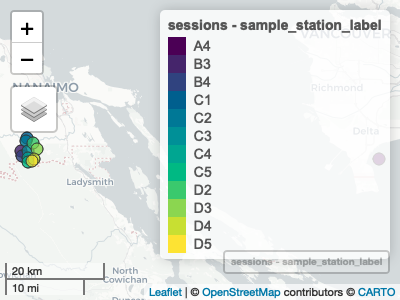 +
−
sessions - sample_station_label
A4
B3
B4
C1
C2
C3
C4
C5
D2
D3
D4
D5
VANCOUVER
NANAIMO
Richmond
Delta
Ladysmith
sessions - sample_station_label
20 km
10 mi
North
Cowichan
Duncan
Leaflet | © OpenStreetMap contributors © CARTO